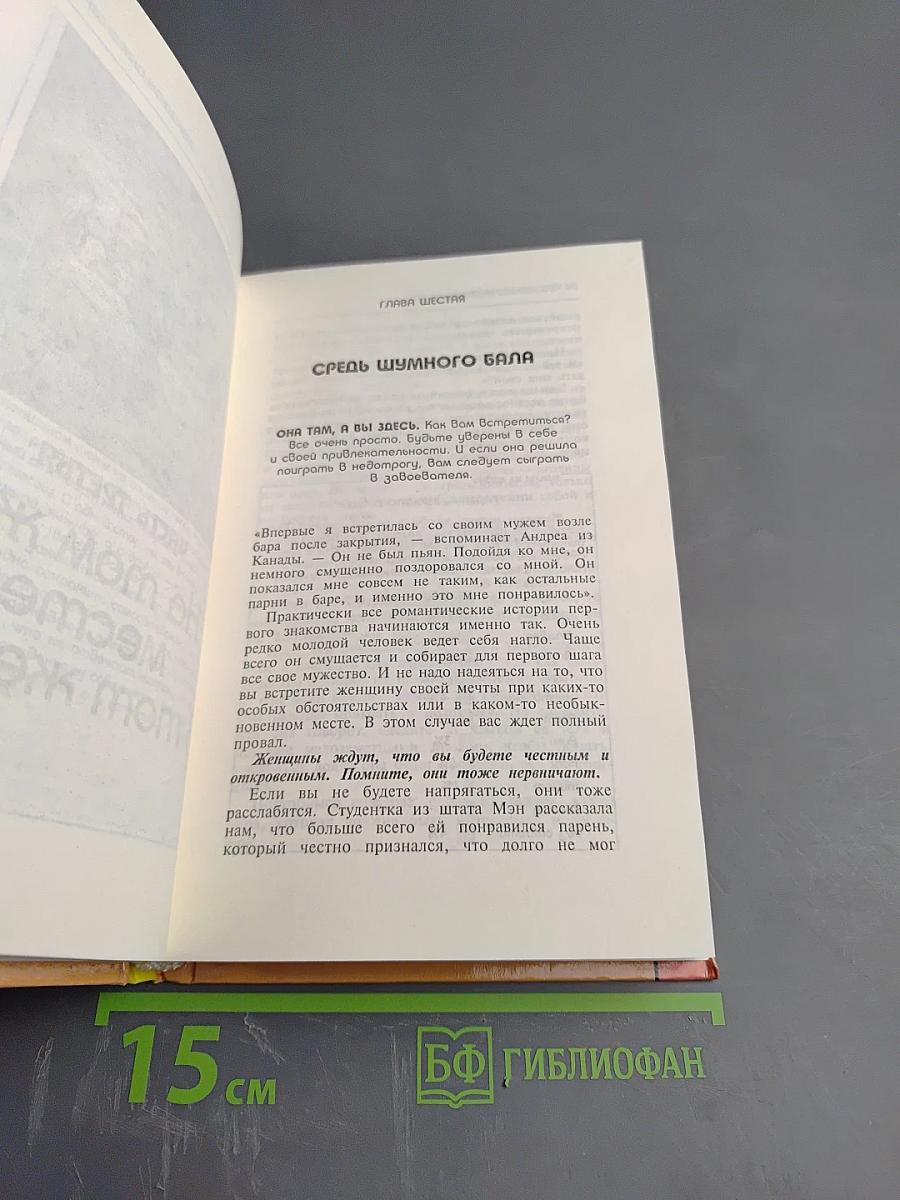 ГЛАВА ШЕСТАЯ
СРЕДЬ ШУМНОГО БАЛА
ОНА ТАМ, А ВЫ ЗДЕСЬ. Как Вам Встретиться?
Все очень просто. Будьте уверены в себе
и своей привлекательности. И если она решила
поиграть в недотрогу, Вам следует сыграть
в завоевателя.
«Впервые я встретилась со своим мужем возле
бара после закрытия, — вспоминает Андреа из
Канады. — Он не был пьян. Подойдя ко мне, он
немного смущенно поздоровался со мной. Он
показался мне совсем не таким, как остальные
парни в баре, и именно это мне понравилось».
Практически все романтические истории пер-
вого знакомства начинаются именно так. Очень
редко молодой человек ведет себя нагло. Чаще
всего он смущается и собирает для первого шага
все свое мужество. И не надо надеяться на то, что
вы встретите женщину своей мечты при каких-то
особых обстоятельствах или в каком-то необык-
новенном месте. В этом случае вас ждет полный
провал.
Женщины ждут, что вы будете честным и
откровенным. Помните, они тоже нервничают.
Если вы не будете напрягаться, они тоже
расслабятся. Студентка из штата Мэн рассказала
нам, что больше всего ей понравился парень,
который честно признался, что долго не мог
15 см
БФ ГИБЛИОФАН